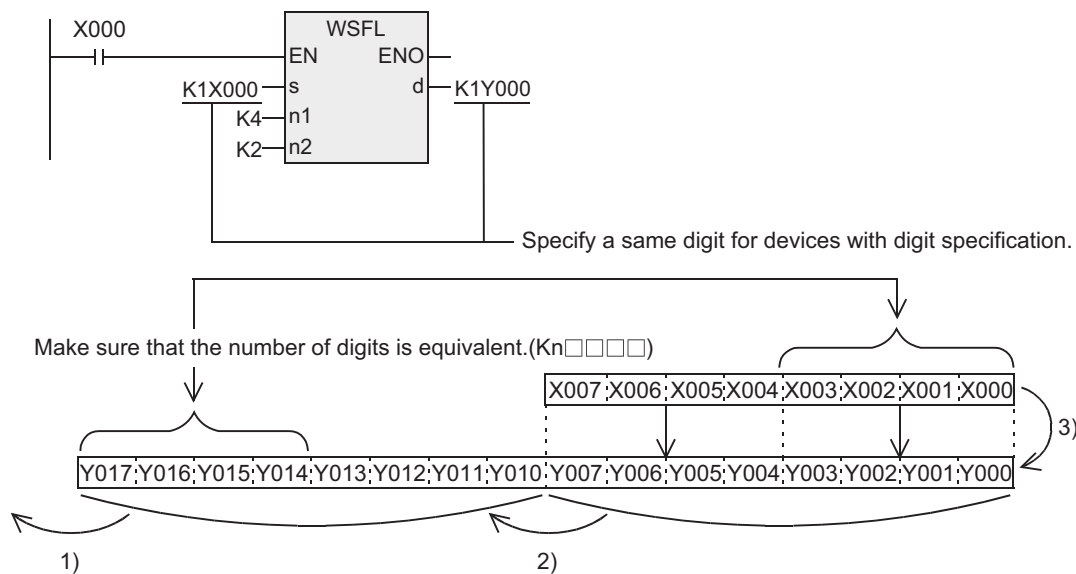 X000
WSFL
EN ENO
K1X000 s d K1Y000
K4 n1
K2 n2
Specify a same digit for devices with digit specification.
Make sure that the number of digits is equivalent.(Kn□□□□)
X007 X006 X005 X004 X003 X002 X001 X000
3)
Y017 Y016 Y015 Y014 Y013 Y012 Y011 Y010 Y007 Y006 Y005 Y004 Y003 Y002 Y001 Y000
1) 2)